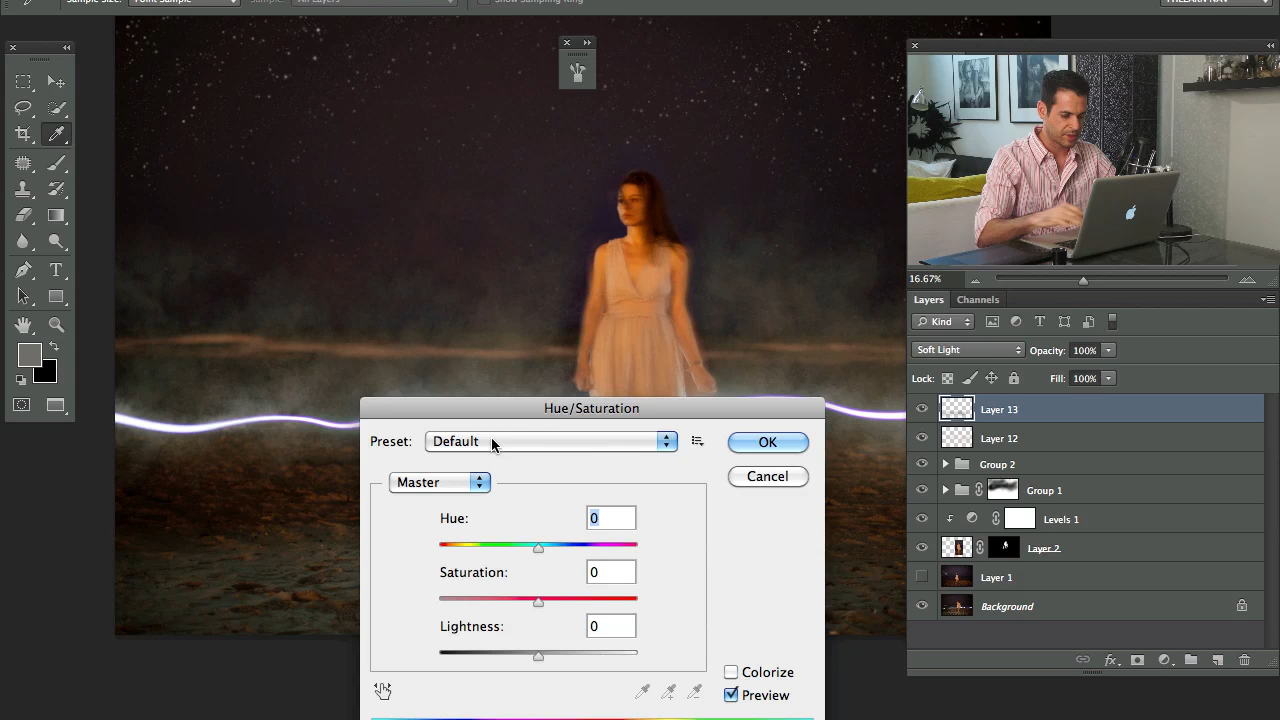 Sample Size: Point Sample Sample: All Layers Show Sampling Ring
16.67%
Layers Channels
Kind
Soft Light Opacity: 100%
Lock: Fill: 100%
Layer 13
Layer 12
Group 2
Group 1
Levels 1
Layer 2
Layer 1
Background
Hue/Saturation
Preset: Default
OK
Cancel
Master
Hue: 0
Saturation: 0
Lightness: 0
Colorize
Preview